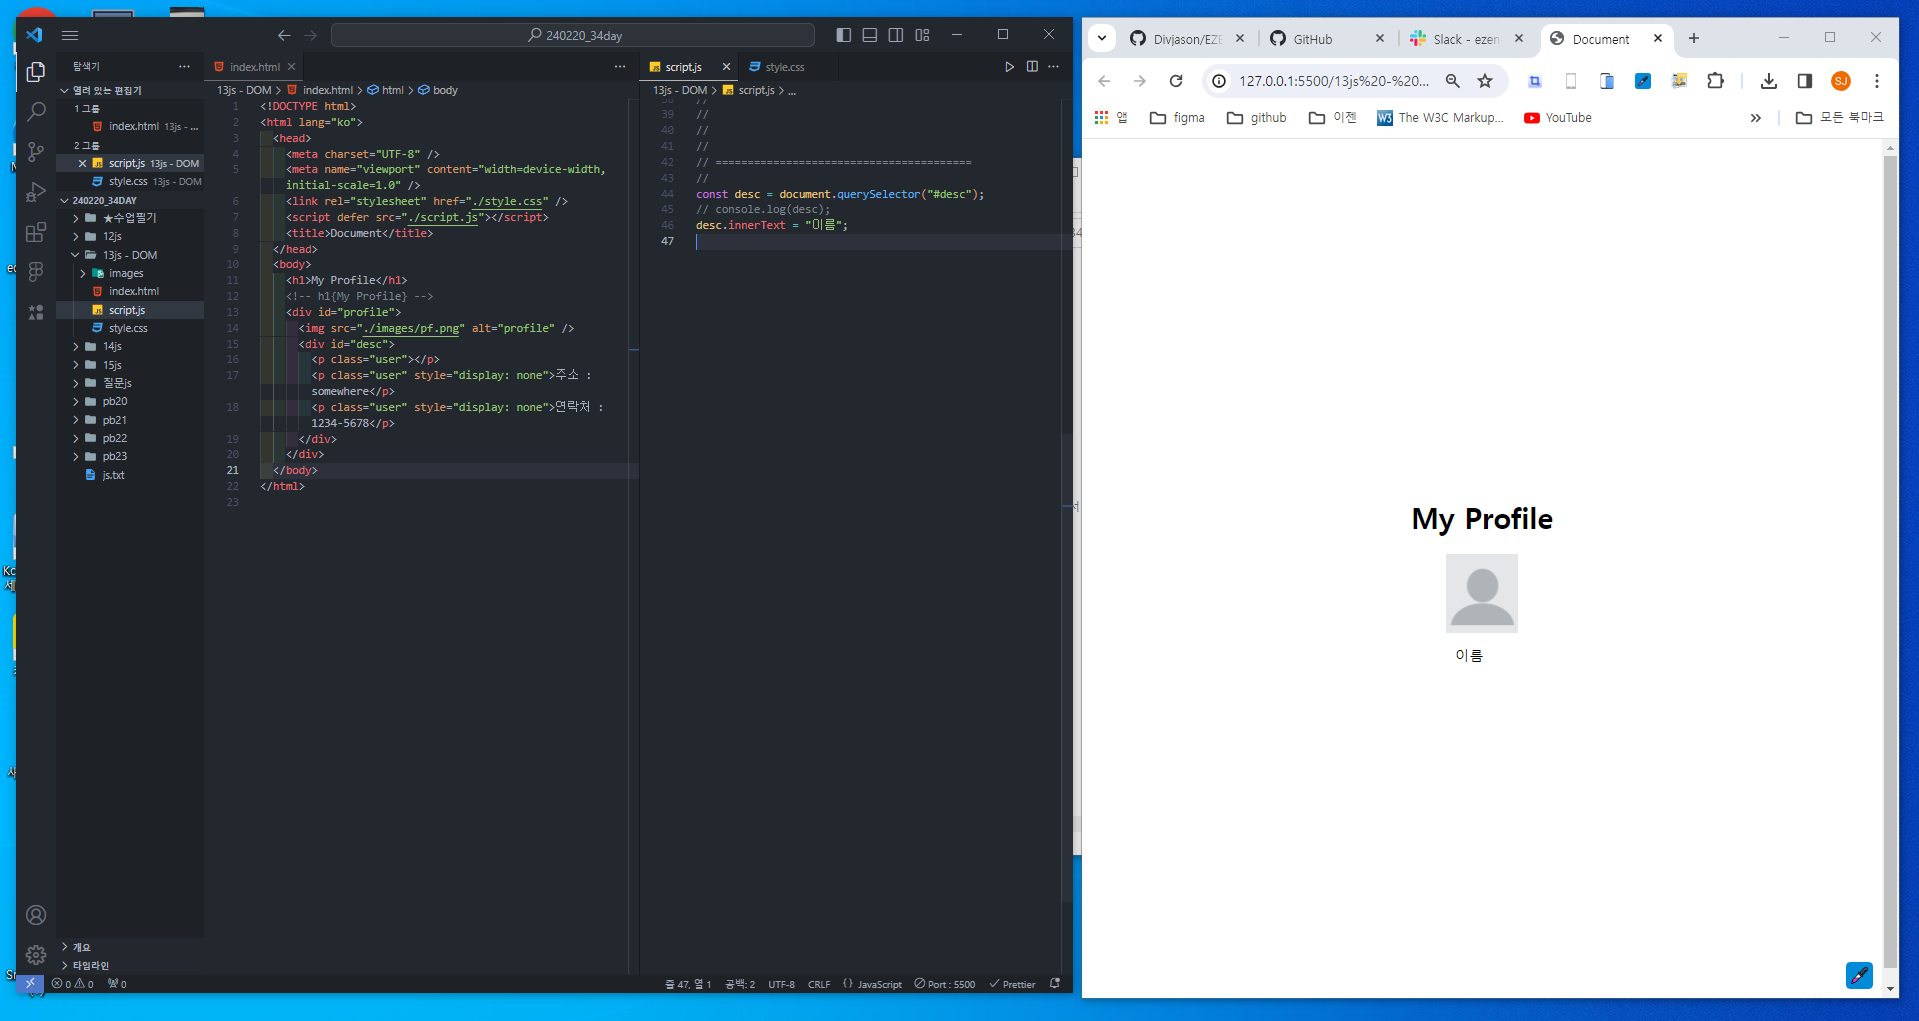 240220_34day
탐색기
열려 있는 편집기
1 그룹
index.html 13js - ...
2 그룹
script.js 13js - DOM
style.css 13js - DOM
240220_34DAY
★수업필기
12js
13js - DOM
images
index.html
script.js
style.css
14js
15js
질문js
pb20
pb21
pb22
pb23
js.txt
개요
타임라인
index.html
13js - DOM > index.html > html > body
1 <!DOCTYPE html>
2 <html lang="ko">
3 <head>
4 <meta charset="UTF-8" />
5 <meta name="viewport" content="width=device-width,
initial-scale=1.0" />
6 <link rel="stylesheet" href="./style.css" />
7 <script defer src="./script.js"></script>
8 <title>Document</title>
9 </head>
10 <body>
11 <h1>My Profile</h1>
12 <!-- h1{My Profile} -->
13 <div id="profile">
14 <img src="./images/pf.png" alt="profile" />
15 <div id="desc">
16 <p class="user"></p>
17 <p class="user" style="display: none">주소 :
somewhere</p>
18 <p class="user" style="display: none">연락처 :
1234-5678</p>
19 </div>
20 </div>
21 </body>
22 </html>
23
script.js style.css
13js - DOM > script.js > ...
39 //
40 //
41 //
42 // ========================================
43 //
44 const desc = document.querySelector("#desc");
45 // console.log(desc);
46 desc.innerText = "이름";
47
0 0 0
줄 47, 열 1 공백: 2 UTF-8 CRLF {} JavaScript Port : 5500 Prettier
Divjason/EZE GitHub Slack - ezen Document
127.0.0.1:5500/13js%20-%20... SJ
앱 figma github 이젠 The W3C Markup... YouTube » 모든 북마크
My Profile
이름